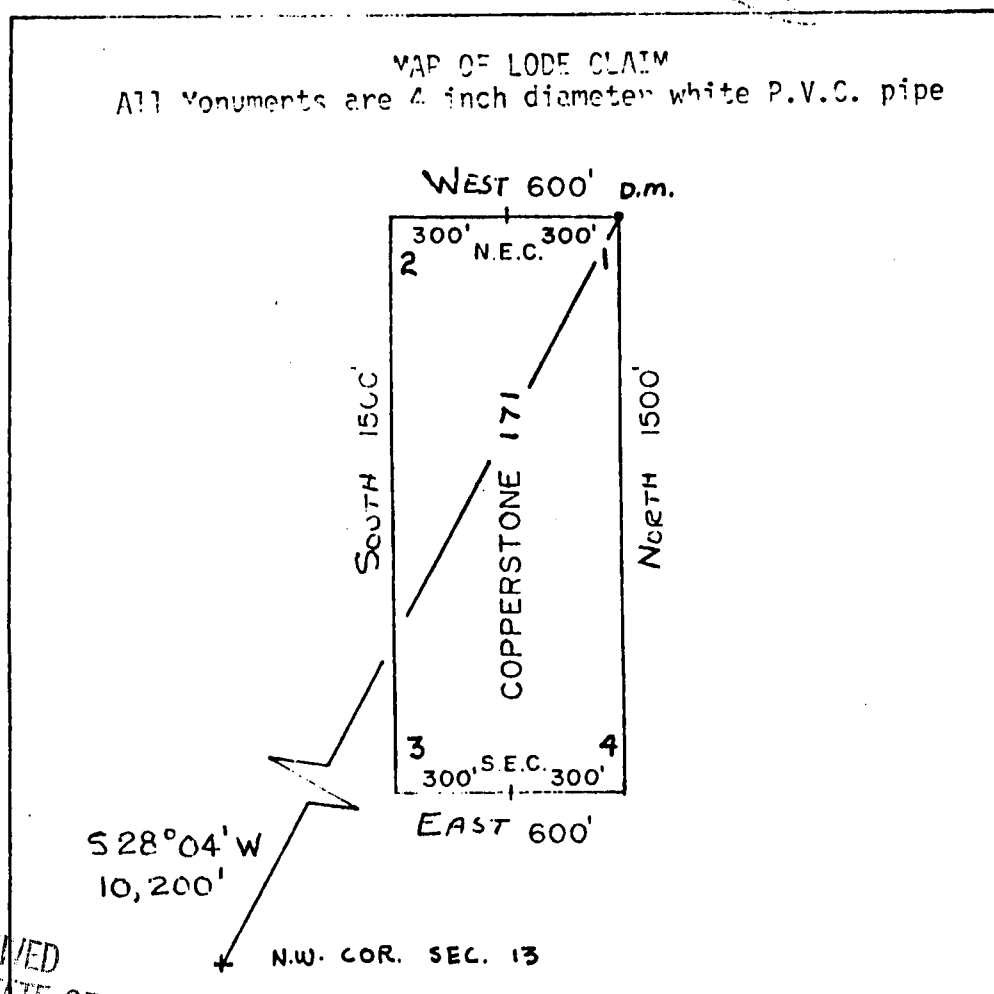 MAP OF LODE CLAIM
All Monuments are 4 inch diameter white P.V.C. pipe
WEST 600' D.M.
300' 300'
N.E.C.
2 1
SOUTH 1500'
COPPERSTONE 171
NORTH 1500'
3 4
300' S.E.C. 300'
EAST 600'
S 28°04' W
10,200'
N.W. COR. SEC. 13